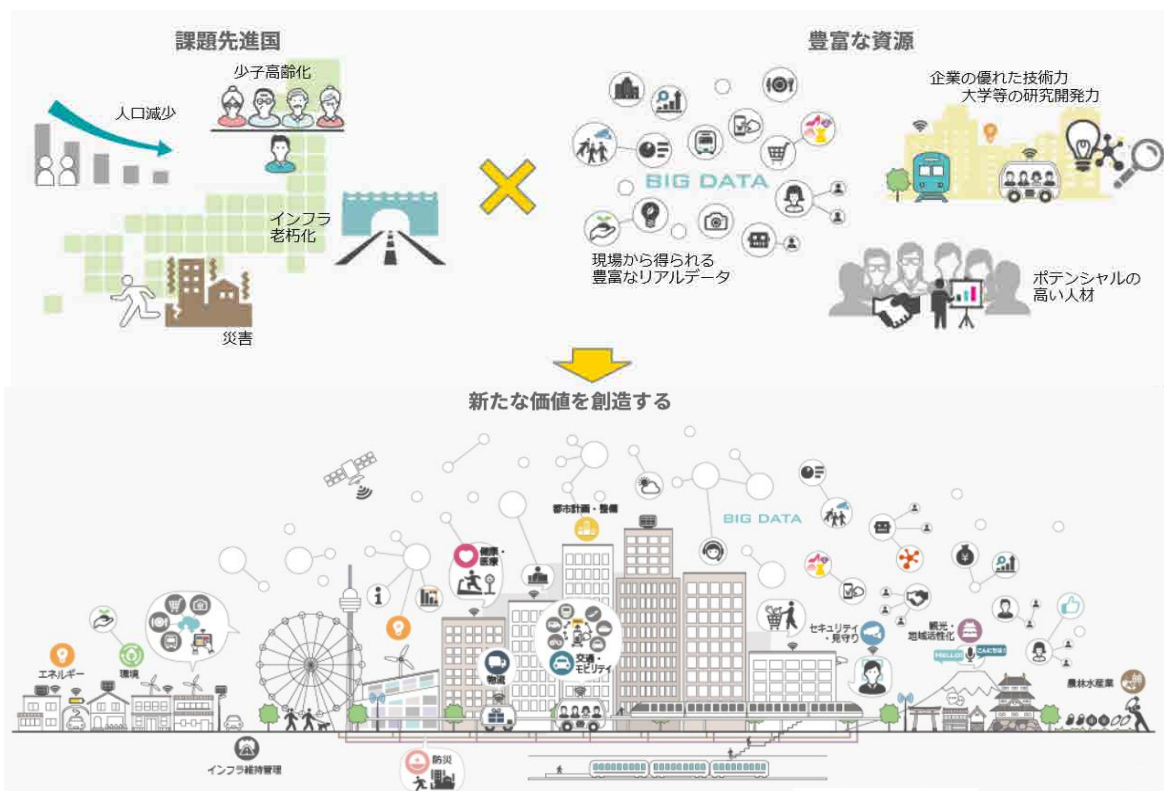 課題先進国
人口減少
少子高齢化
インフラ
老朽化
災害
豊富な資源
BIG DATA
現場から得られる
豊富なリアルデータ
企業の優れた技術力
大学等の研究開発力
ポテンシャルの
高い人材
新たな価値を創造する
都市計画・整備
BIG DATA
健康・
医療
エネルギー
環境
物流
交通・
モビリティ
セキュリティ
・見守り
観光・
地域活性化
HELLO!
こんにちは!
農林水産業
インフラ維持管理
防災